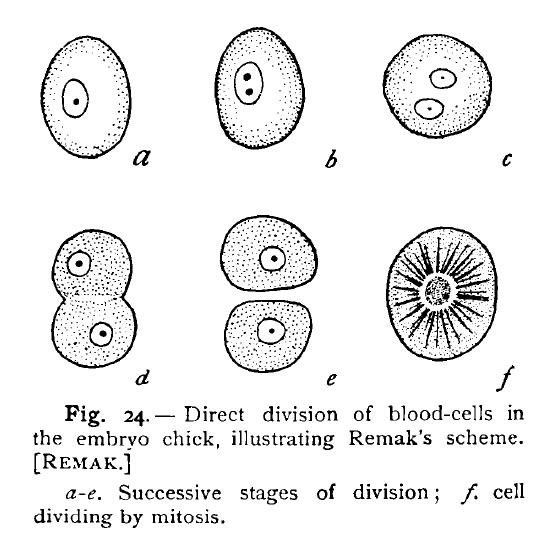 a
b
c
d
e
f
Fig. 24. — Direct division of blood-cells in
the embryo chick, illustrating Remak's scheme.
[REMAK.]
a-e. Successive stages of division; f. cell
dividing by mitosis.